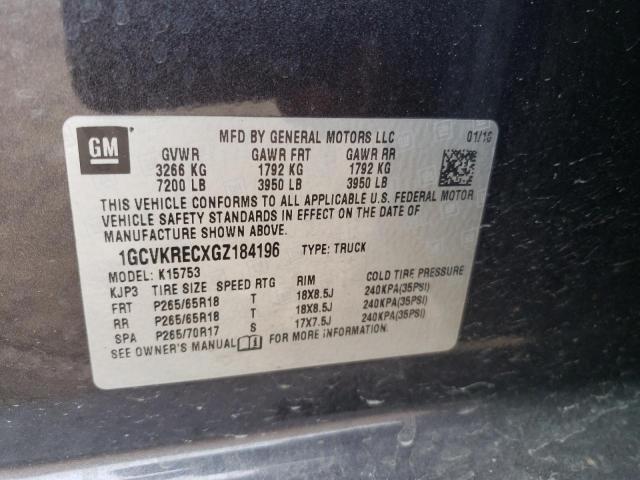 GM
MFD BY GENERAL MOTORS LLC 01/16
GVWR GAWR FRT GAWR RR
3266 KG 1792 KG 1792 KG
7200 LB 3950 LB 3950 LB
THIS VEHICLE CONFORMS TO ALL APPLICABLE U.S. FEDERAL MOTOR
VEHICLE SAFETY STANDARDS IN EFFECT ON THE DATE OF
MANUFACTURE SHOWN ABOVE.
1GCVKRECXGZ184196 TYPE: TRUCK
MODEL: K15753
KJP3 TIRE SIZE SPEED RTG RIM COLD TIRE PRESSURE
FRT P265/65R18 T 18X8.5J 240KPA(35PSI)
RR P265/65R18 T 18X8.5J 240KPA(35PSI)
SPA P265/70R17 S 17X7.5J 240KPA(35PSI)
SEE OWNER'S MANUAL FOR MORE INFORMATION.